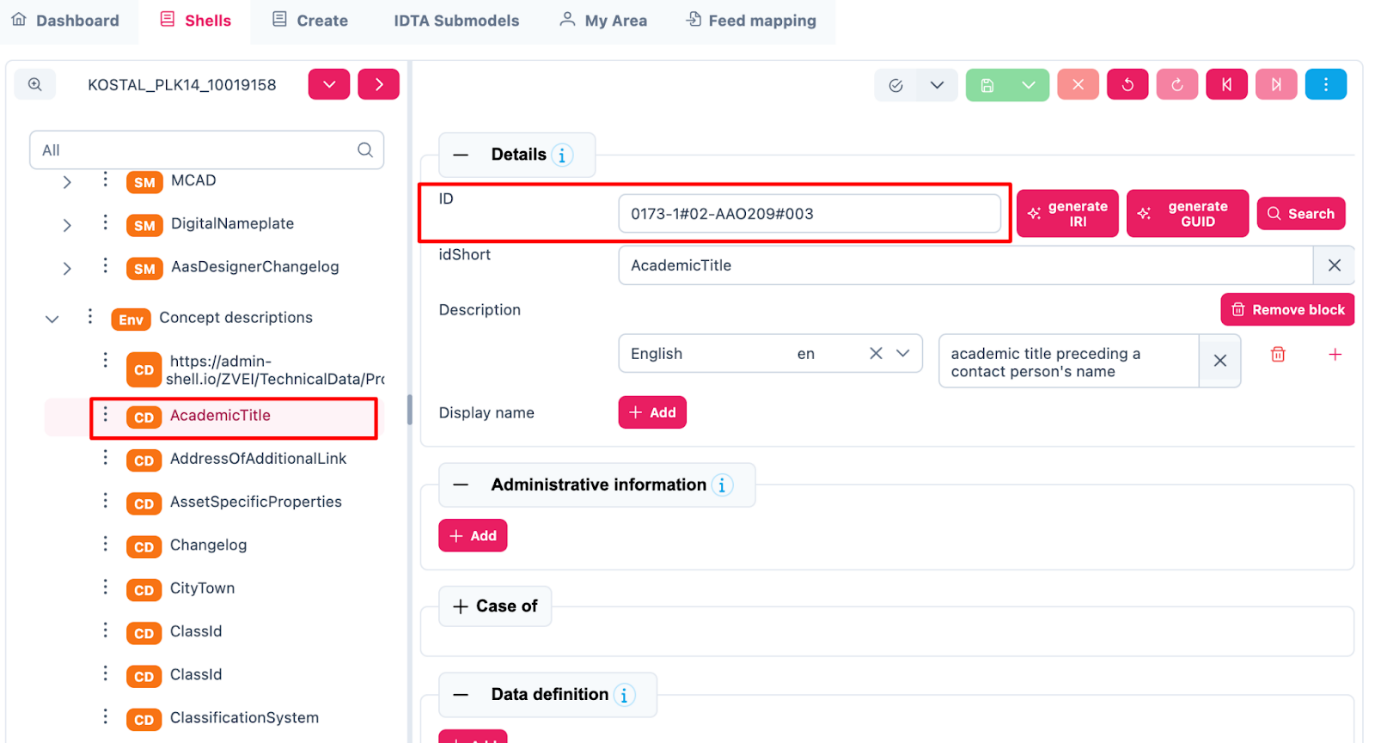 Dashboard
Shells
Create
IDTA Submodels
My Area
Feed mapping
KOSTAL_PLK14_10019158
All
SM MCAD
SM DigitalNameplate
SM AasDesignerChangelog
Env Concept descriptions
CD https://admin-
shell.io/ZVEI/TechnicalData/Prc
CD AcademicTitle
CD AddressOfAdditionalLink
CD AssetSpecificProperties
CD Changelog
CD CityTown
CD ClassId
CD ClassId
CD ClassificationSystem
Details
ID
0173-1#02-AAO209#003
generate
IRI
generate
GUID
Search
idShort
AcademicTitle
Description
Remove block
English en
academic title preceding a
contact person's name
Display name
Add
Administrative information
Add
Case of
Data definition